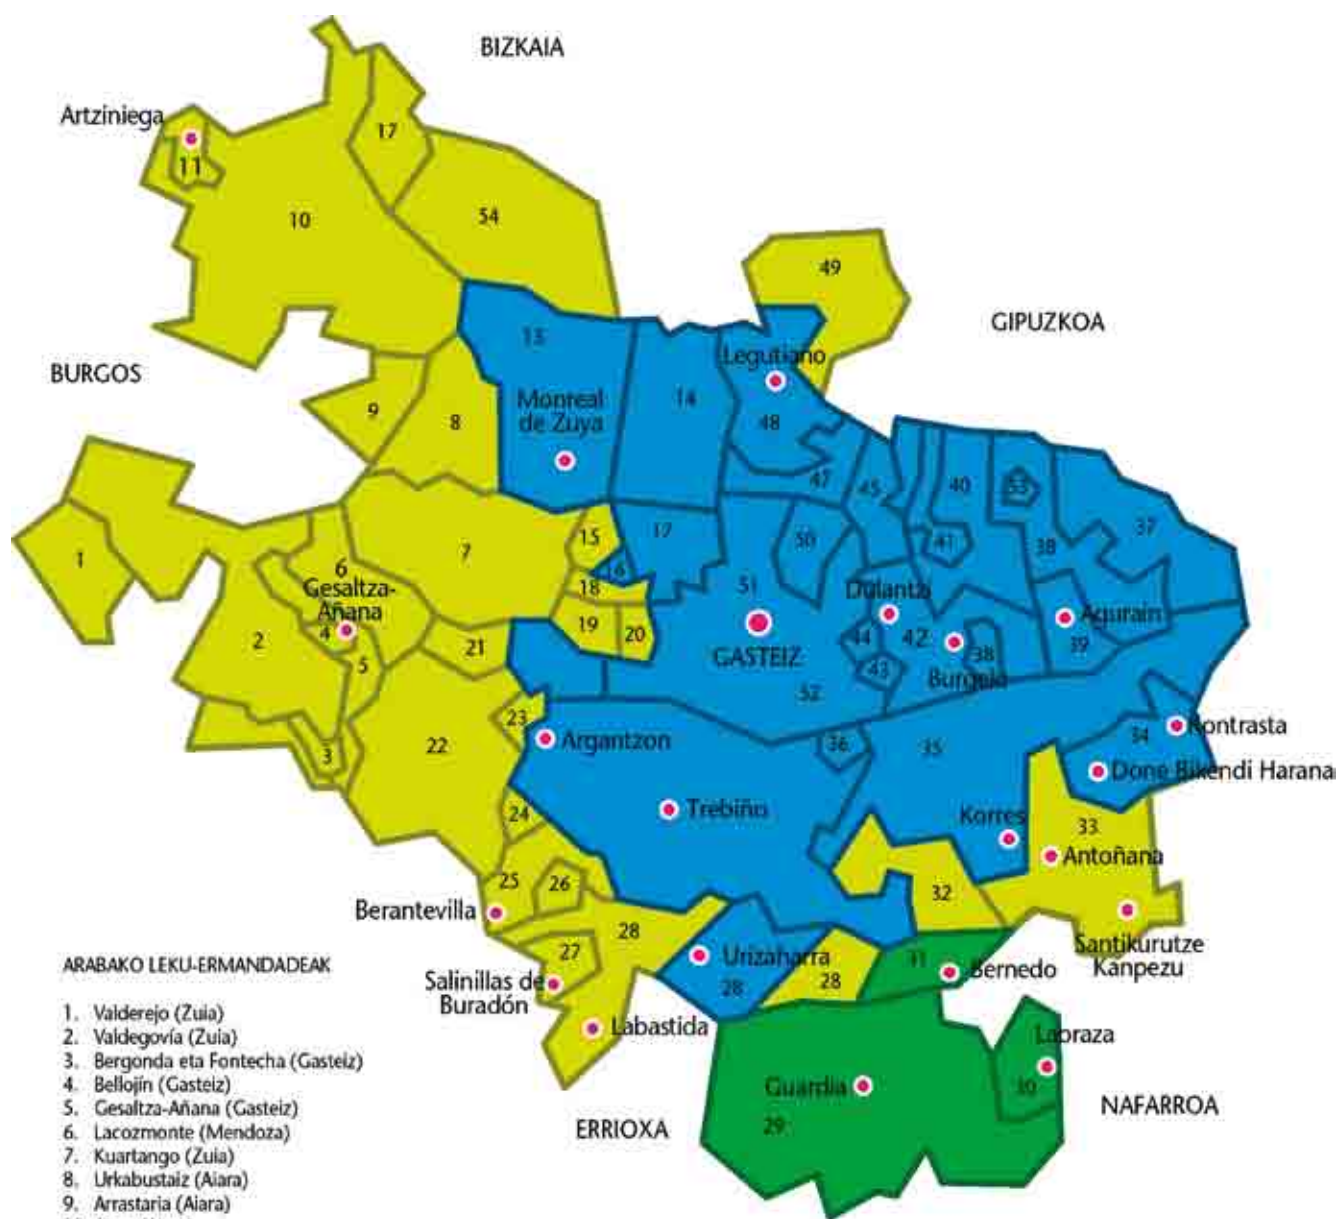 BIZKAIA
Artziniega
17
11
10
54
49
GIPUZKOA
13
Legutiano
BURGOS
Monreal
de Zuya
14
9
8
48
47
45
40
53
37
1
7
15
17
50
41
38
6
Gesaltza-
Añana
16
18
51
Dulantzi
Agurain
2
4
5
21
19
20
GASTEIZ
44
42
38
39
43
Burgelu
52
23
22
Argantzon
36
35
34
Kontrasta
3
Done Bikendi Harana
24
Trebiño
Korres
33
Antoñana
25
26
32
Berantevilla
28
Santikurutze
Kanpezu
27
Urizaharra
31
Bernedo
Salinillas de
Buradón
28
28
Labastida
Labraza
Guardia
30
29
ERRIOXA
NAFARROA
ARABAKO LEKU-ERMANDADEAK
1. Valderejo (Zuia)
2. Valdegovía (Zuia)
3. Bergonda eta Fontecha (Gasteiz)
4. Bellojín (Gasteiz)
5. Gesaltza-Añana (Gasteiz)
6. Lacozmonte (Mendoza)
7. Kuartango (Zuia)
8. Urkabustaiz (Aiara)
9. Arrastaria (Aiara)